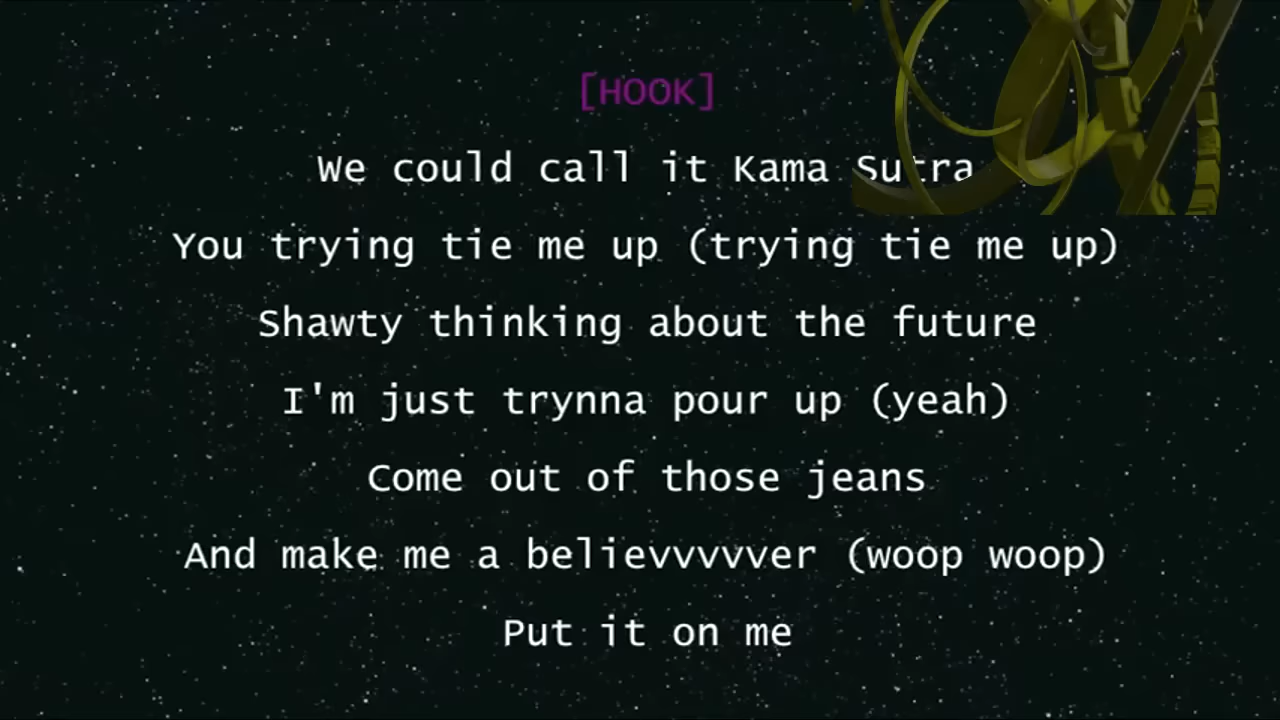 [HOOK]
We could call it Kama Sutra
You trying tie me up (trying tie me up)
Shawty thinking about the future
I'm just trynna pour up (yeah)
Come out of those jeans
And make me a believvvvver (woop woop)
Put it on me